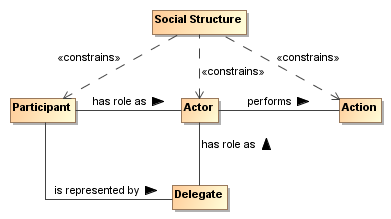 Social Structure
«constrains»
«constrains»
«constrains»
Participant
has role as
Actor
performs
Action
has role as
is represented by
Delegate